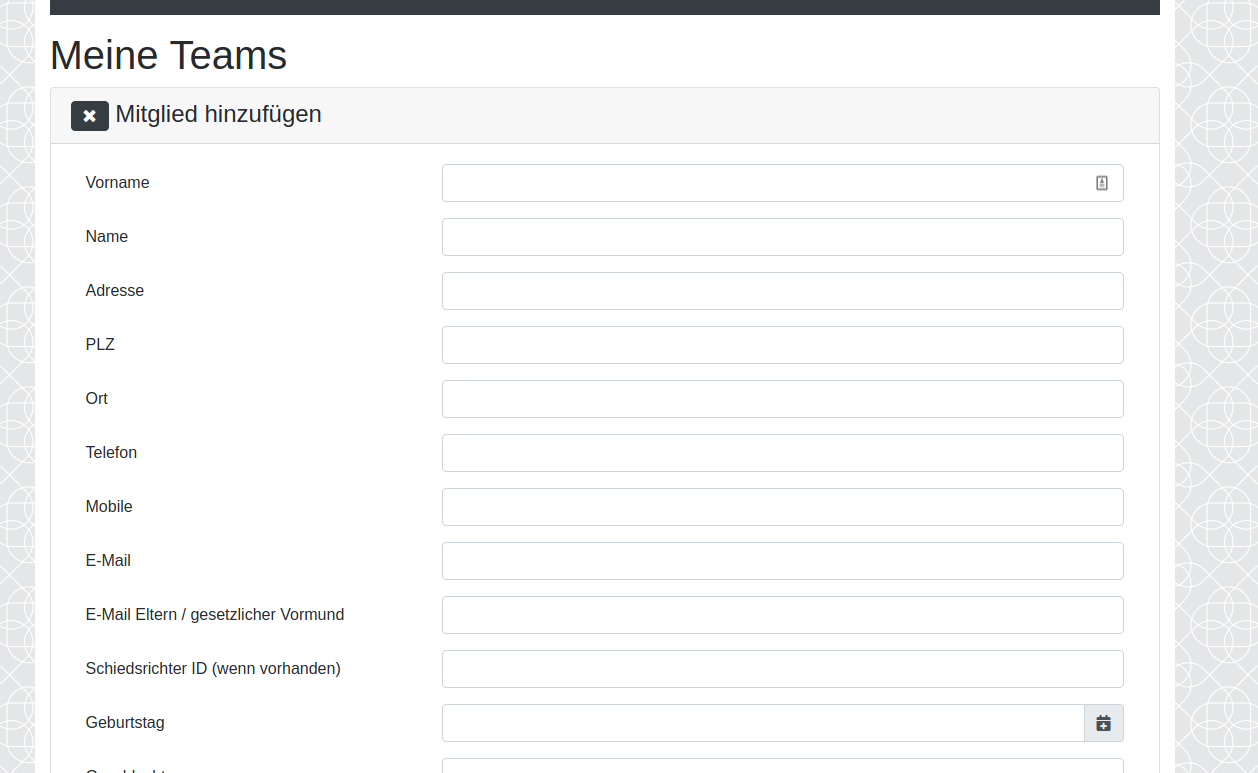 Meine Teams
Mitglied hinzufügen
Vorname
Name
Adresse
PLZ
Ort
Telefon
Mobile
E-Mail
E-Mail Eltern / gesetzlicher Vormund
Schiedsrichter ID (wenn vorhanden)
Geburtstag